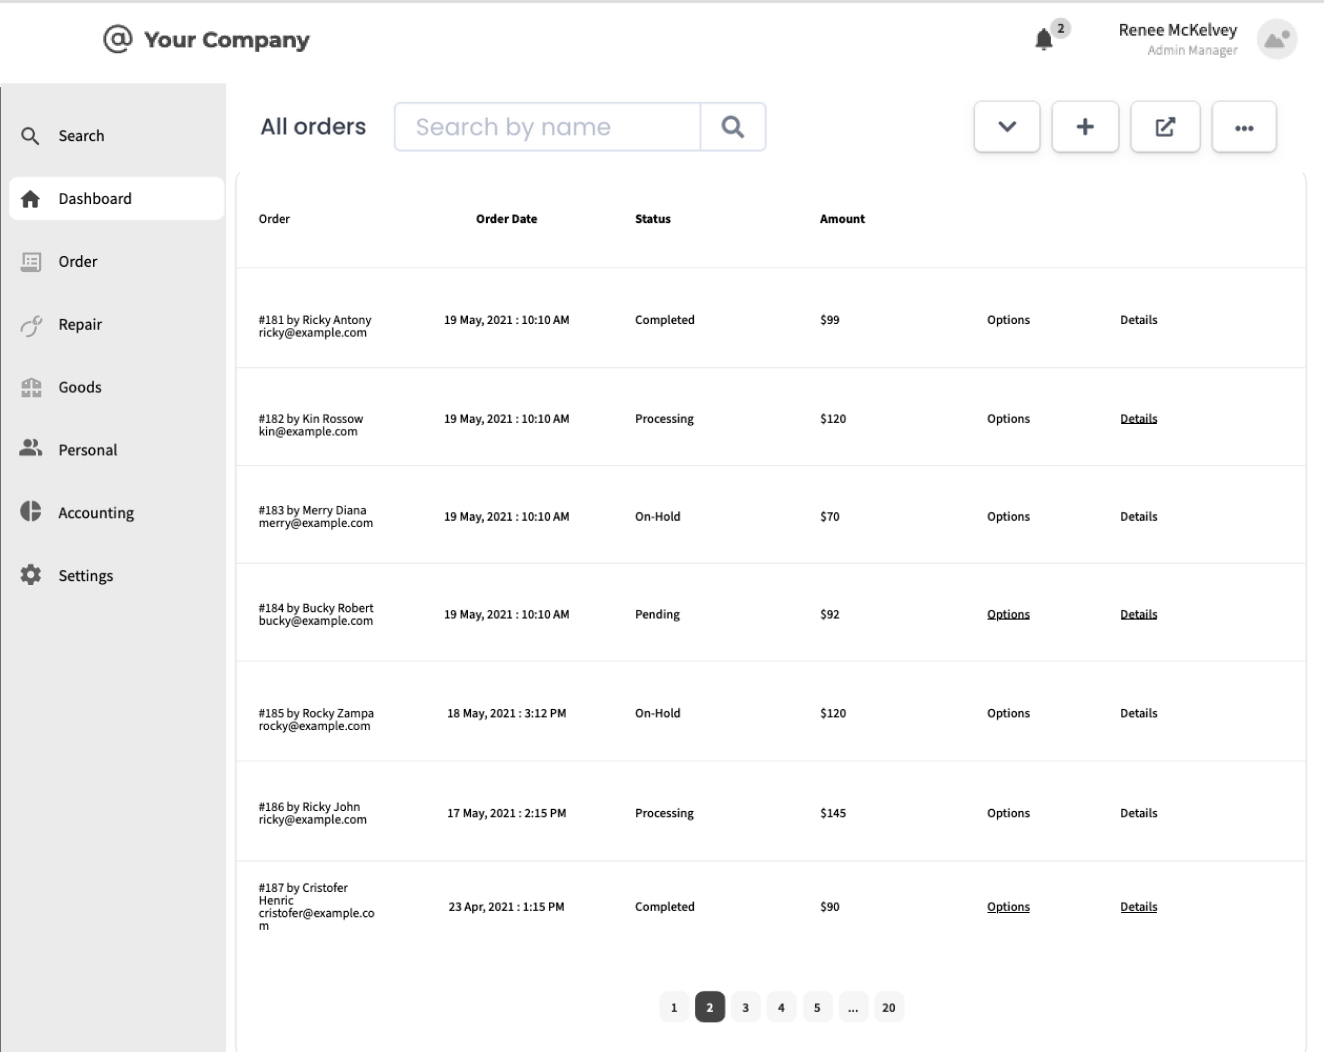 @ Your Company
2
Renee McKelvey
Admin Manager
Search
Dashboard
Order
Repair
Goods
Personal
Accounting
Settings
All orders
Search by name
Order Order Date Status Amount
#181 by Ricky Antony
ricky@example.com
19 May, 2021 : 10:10 AM Completed $99 Options Details
#182 by Kin Rossow
kin@example.com
19 May, 2021 : 10:10 AM Processing $120 Options Details
#183 by Merry Diana
merry@example.com
19 May, 2021 : 10:10 AM On-Hold $70 Options Details
#184 by Bucky Robert
bucky@example.com
19 May, 2021 : 10:10 AM Pending $92 Options Details
#185 by Rocky Zampa
rocky@example.com
18 May, 2021 : 3:12 PM On-Hold $120 Options Details
#186 by Ricky John
ricky@example.com
17 May, 2021 : 2:15 PM Processing $145 Options Details
#187 by Cristofer
Henric
cristofer@example.co
m
23 Apr, 2021 : 1:15 PM Completed $90 Options Details
1 2 3 4 5 ... 20